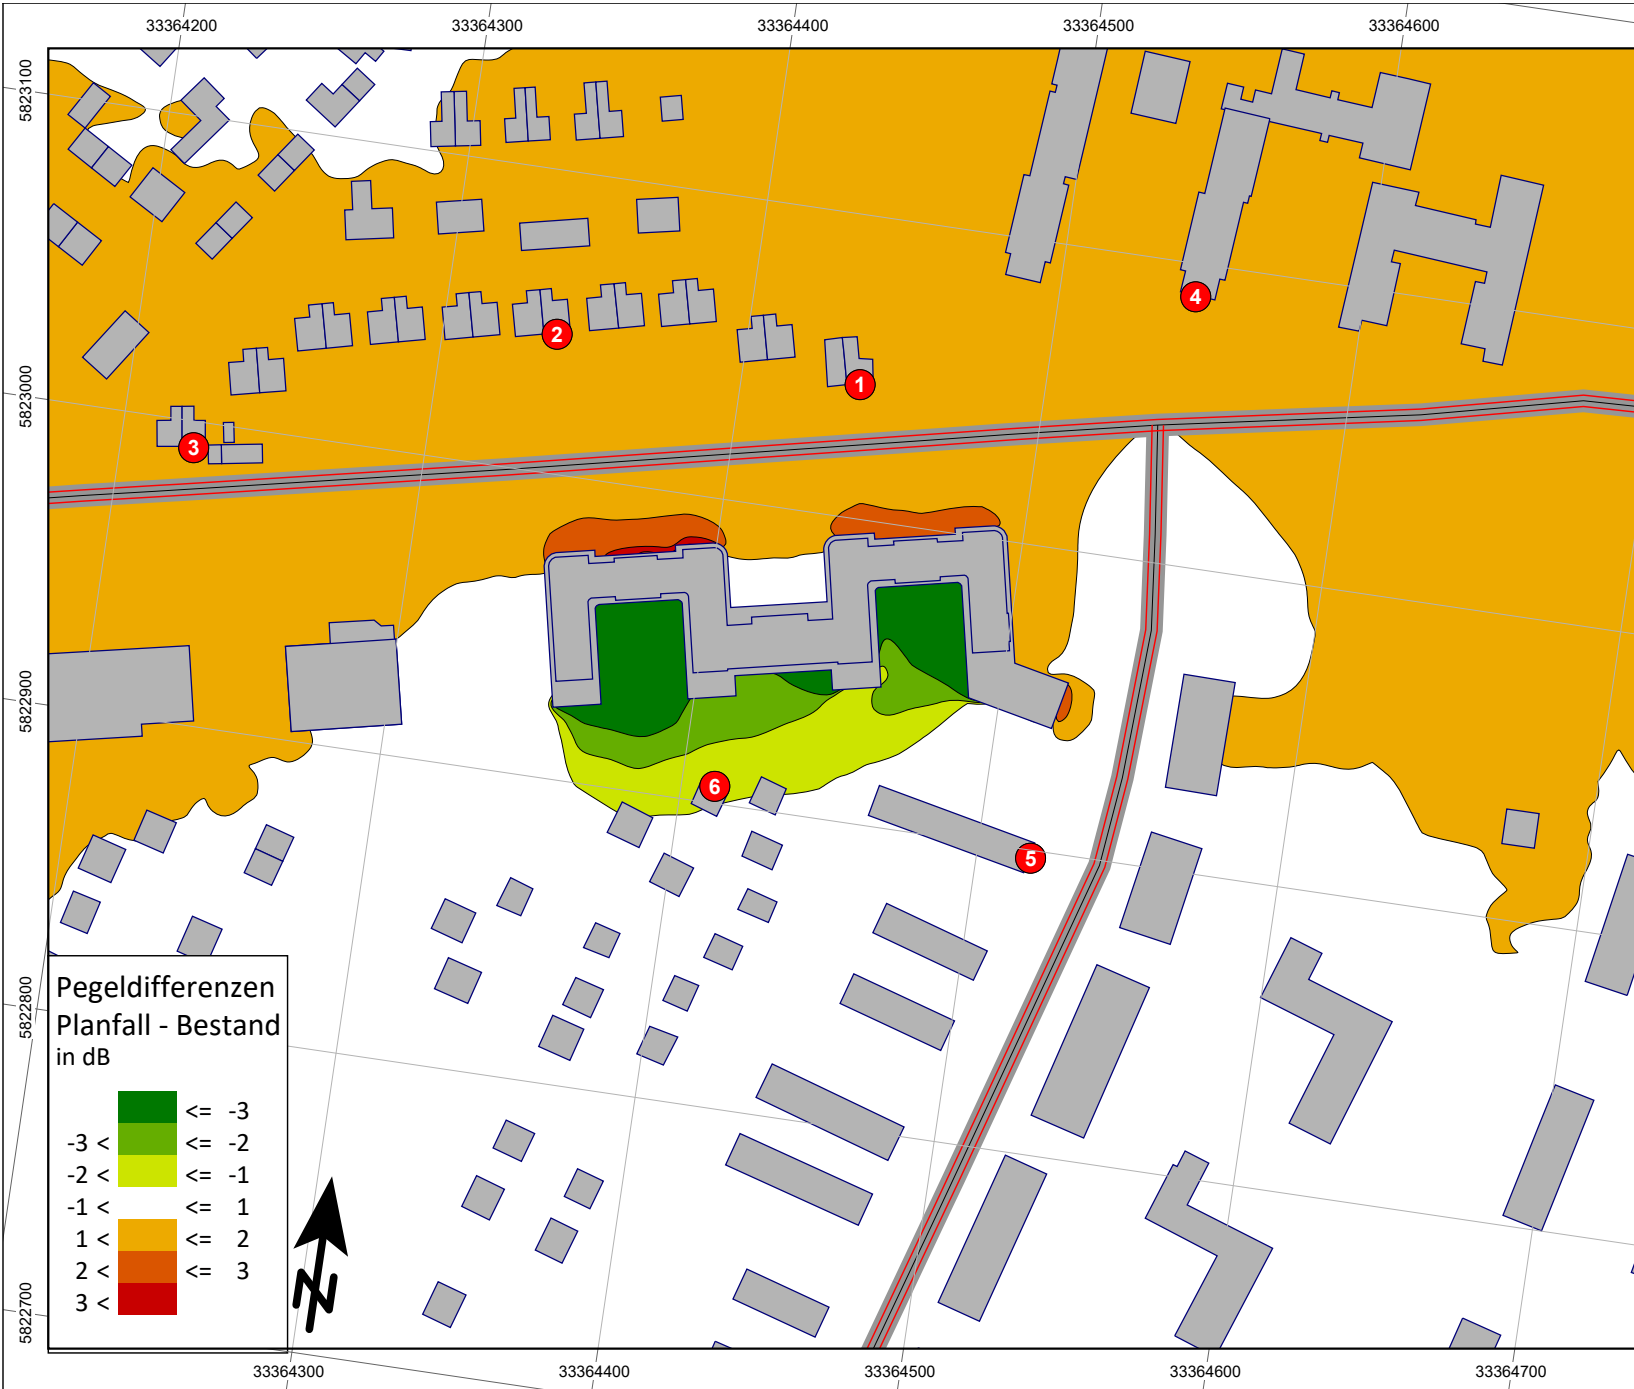 33364200 33364300 33364400 33364500 33364600
5823100
5823000
5822900
5822800
5822700
4
2
1
3
6
5
Pegeldifferenzen
Planfall - Bestand
in dB
<= -3
-3 < <= -2
-2 < <= -1
-1 < <= 1
1 < <= 2
2 < <= 3
3 <
N
33364300 33364400 33364500 33364600 33364700